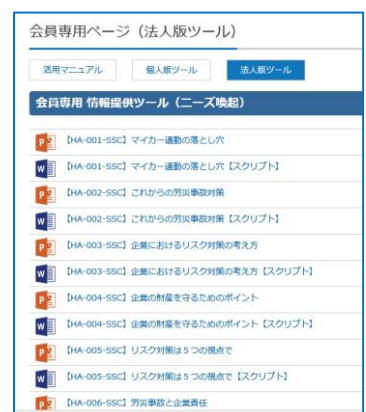 会員専用ページ（法人版ツール）
活用マニュアル　個人版ツール　法人版ツール
会員専用 情報提供ツール（ニーズ喚起）
【HA-001-SSC】マイカー通勤の落とし穴
【HA-001-SSC】マイカー通勤の落とし穴【スクリプト】
【HA-002-SSC】これからの労災事故対策
【HA-002-SSC】これからの労災事故対策【スクリプト】
【HA-003-SSC】企業におけるリスク対策の考え方
【HA-003-SSC】企業におけるリスク対策の考え方【スクリプト】
【HA-004-SSC】企業の財産を守るためのポイント
【HA-004-SSC】企業の財産を守るためのポイント【スクリプト】
【HA-005-SSC】リスク対策は５つの視点で
【HA-005-SSC】リスク対策は５つの視点で【スクリプト】
【HA-006-SSC】労災事故と企業責任